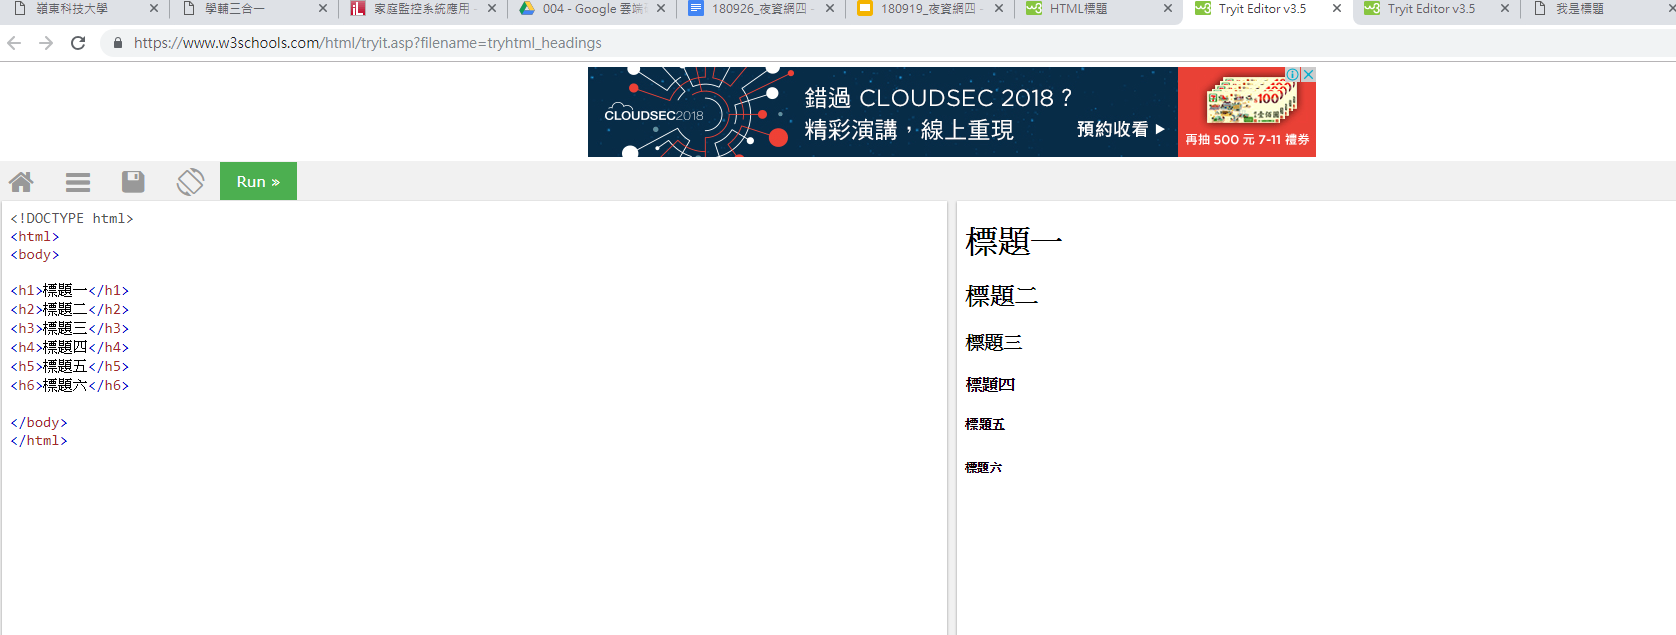 嶺東科技大學
學輔三合一
家庭監控系統應用 -
004 - Google 雲端
180926_夜資網四 -
180919_夜資網四 -
HTML標題
Tryit Editor v3.5
Tryit Editor v3.5
我是標題
https://www.w3schools.com/html/tryit.asp?filename=tryhtml_headings
CLOUDSEC2018
錯過 CLOUDSEC 2018 ?
精彩演講，線上重現
預約收看
$100
壹佰圓
再抽 500 元 7-11 禮券
Run »
<!DOCTYPE html>
<html>
<body>
<h1>標題一</h1>
<h2>標題二</h2>
<h3>標題三</h3>
<h4>標題四</h4>
<h5>標題五</h5>
<h6>標題六</h6>
</body>
</html>
標題一
標題二
標題三
標題四
標題五
標題六